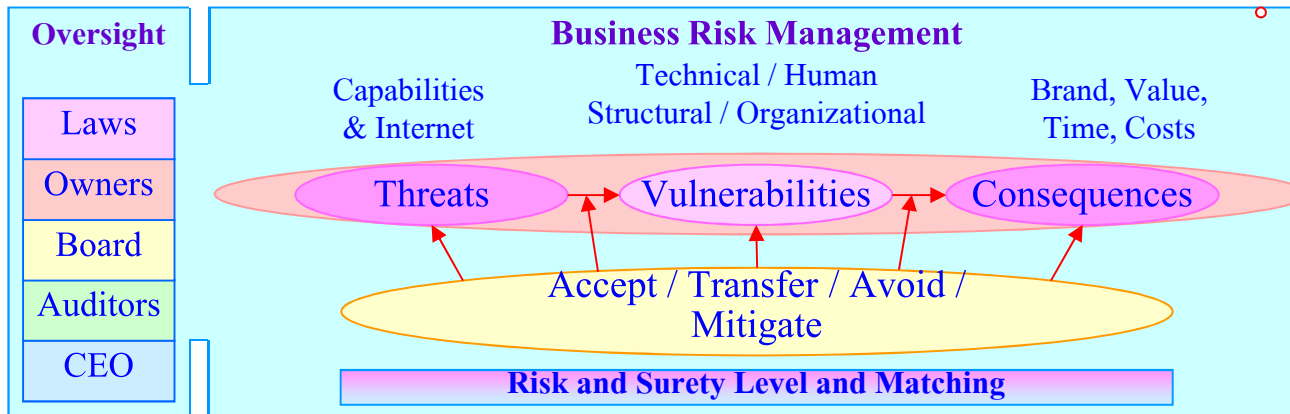 Oversight
Laws
Owners
Board
Auditors
CEO
Business Risk Management
Capabilities
& Internet
Technical / Human
Structural / Organizational
Brand, Value,
Time, Costs
Threats
Vulnerabilities
Consequences
Accept / Transfer / Avoid /
Mitigate
Risk and Surety Level and Matching